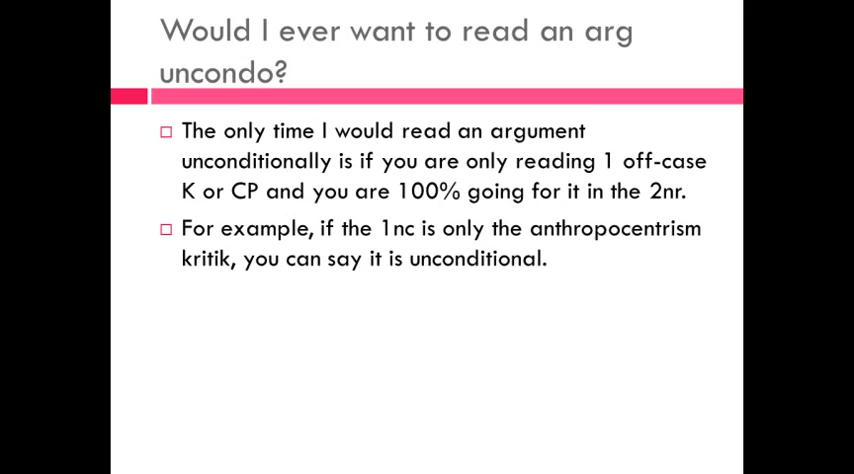 Would I ever want to read an arg
uncondo?
The only time I would read an argument
unconditionally is if you are only reading 1 off-case
K or CP and you are 100% going for it in the 2nr.
For example, if the 1nc is only the anthropocentrism
kritik, you can say it is unconditional.